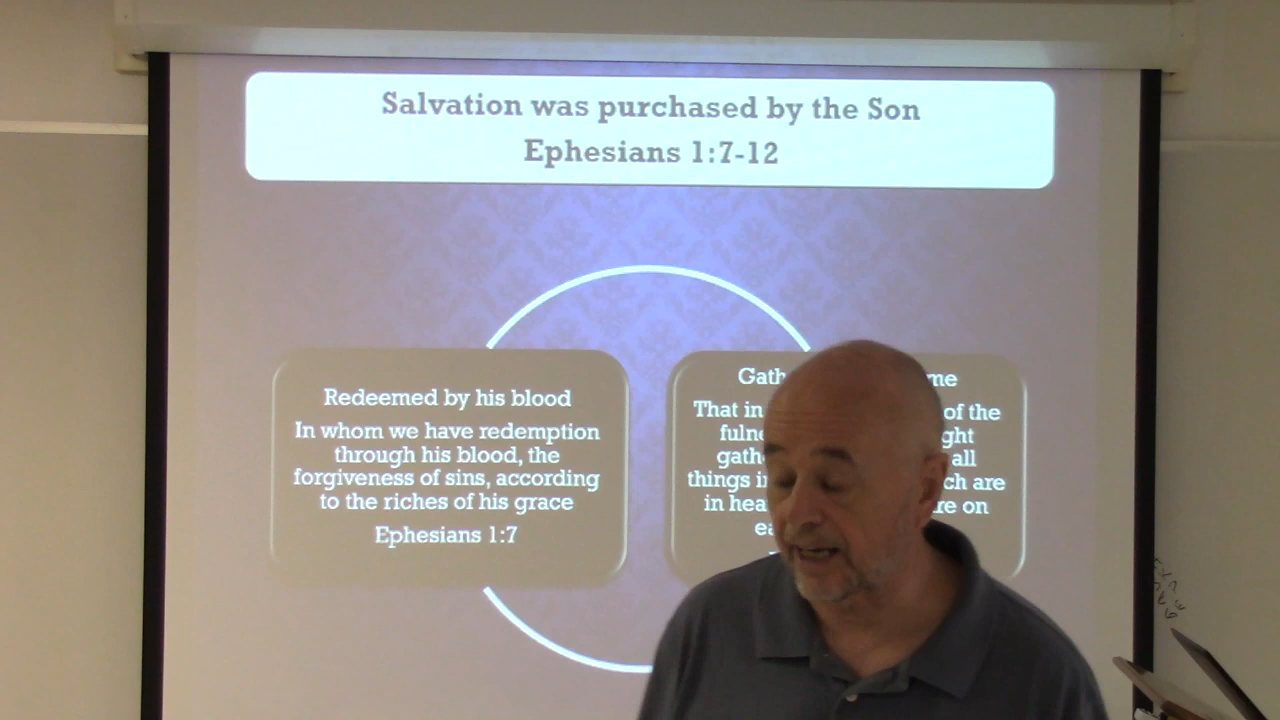 Salvation was purchased by the Son
Ephesians 1:7-12
Redeemed by his blood
In whom we have redemption
through his blood, the
forgiveness of sins, according
to the riches of his grace
Ephesians 1:7
Gath me
That in of the
fulne ght
gath all
things i ch are
in hea re on
ea